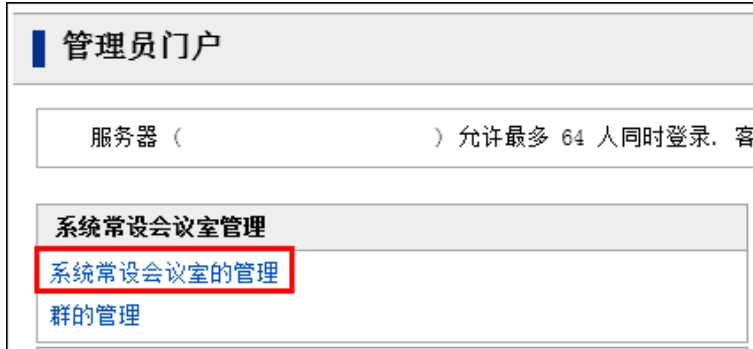 管理员门户
服务器（ ）允许最多 64 人同时登录. 客
系统常设会议室管理
系统常设会议室的管理
群的管理